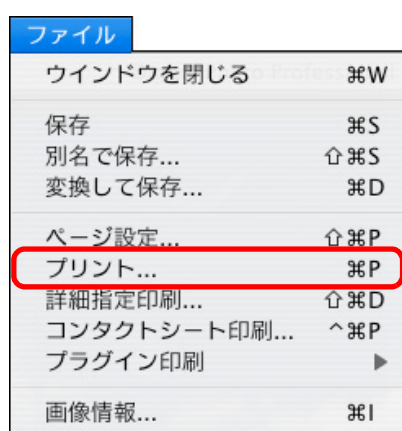 ファイル
ウインドウを閉じる ⌘W
保存 ⌘S
別名で保存... ⇧⌘S
変換して保存... ⌘D
ページ設定... ⇧⌘P
プリント... ⌘P
詳細指定印刷... ⇧⌘D
コンタクトシート印刷... ^⌘P
プラグイン印刷 ▶
画像情報... ⌘I